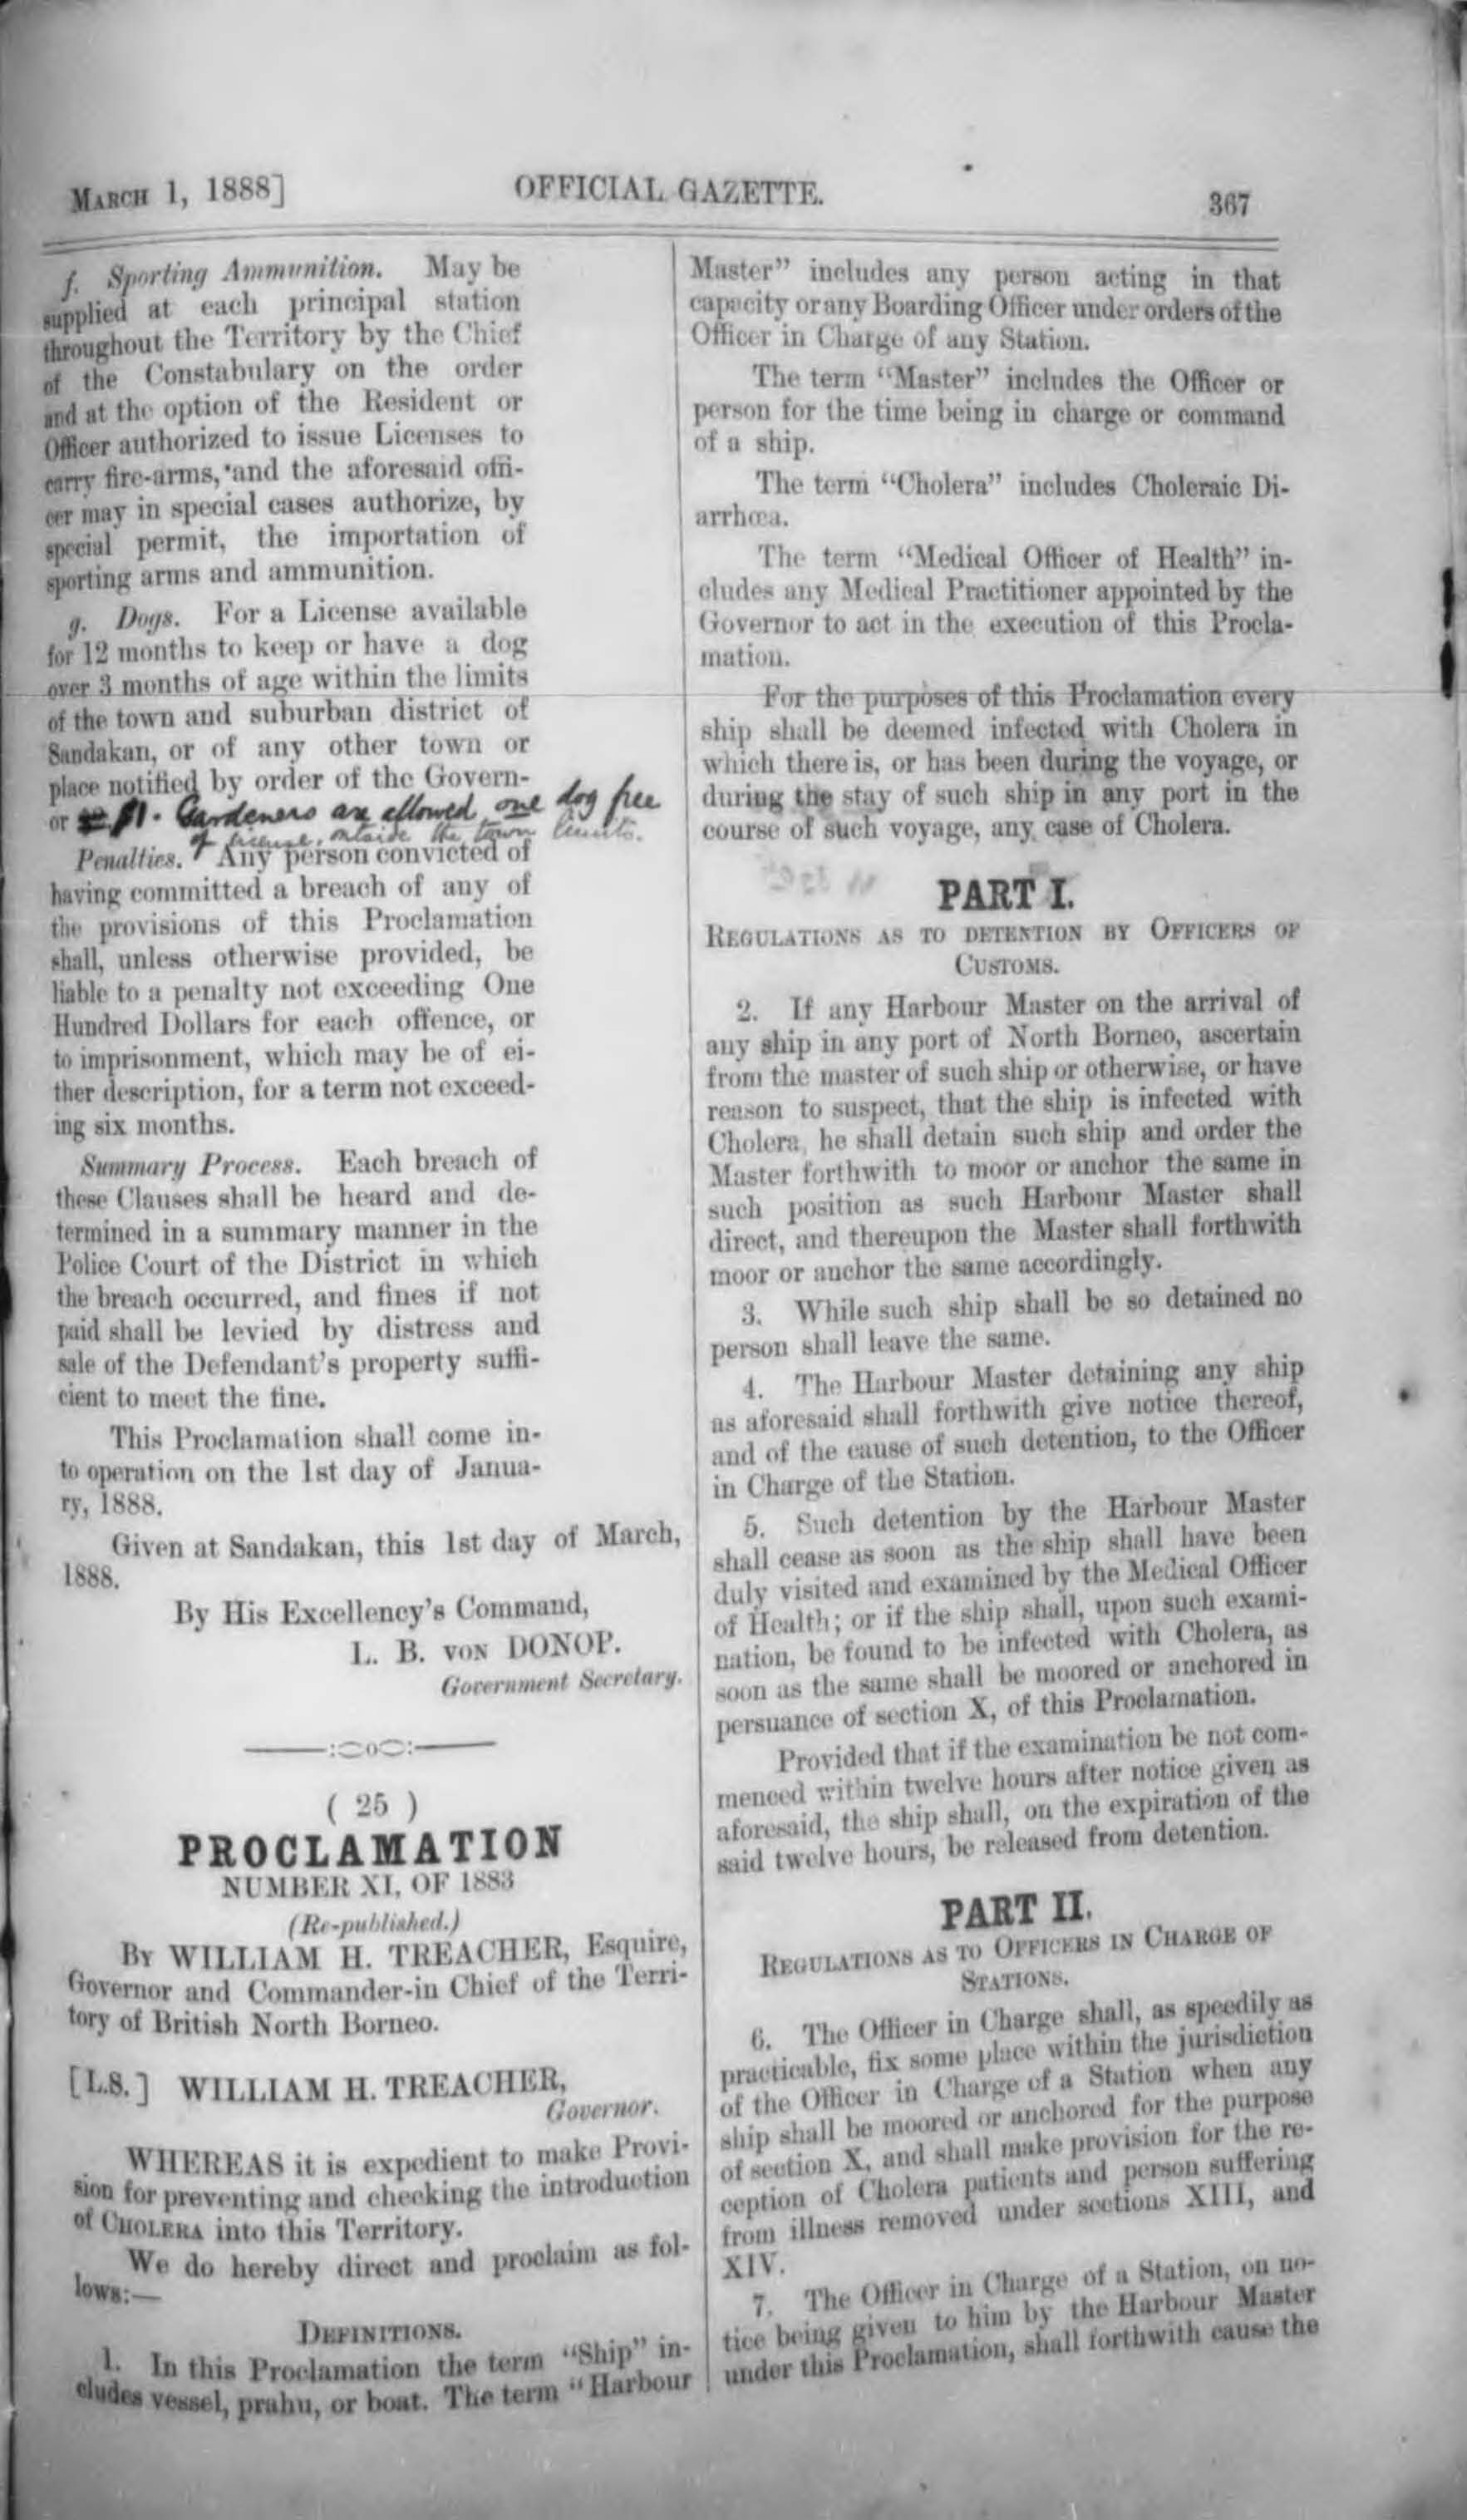 MARCH 1, 1888]
OFFICIAL GAZETTE.
367
f. Sporting Ammunition. May be
supplied at each principal station
throughout the Territory by the Chief
of the Constabulary on the order
and at the option of the Resident or
Officer authorized to issue Licenses to
carry fire-arms, and the aforesaid offi-
cer may in special cases authorize, by
special permit, the importation of
sporting arms and ammunition.
g. Dogs. For a License available
for 12 months to keep or have a dog
over 3 months of age within the limits
of the town and suburban district of
Sandakan, or of any other town or
place notified by order of the Govern-
or $1. Gardeners are allowed one dog free
of license, outside the town limits.
Penalties. Any person convicted of
having committed a breach of any of
the provisions of this Proclamation
shall, unless otherwise provided, be
liable to a penalty not exceeding One
Hundred Dollars for each offence, or
to imprisonment, which may be of ei-
ther description, for a term not exceed-
ing six months.
Summary Process. Each breach of
these Clauses shall be heard and de-
termined in a summary manner in the
Police Court of the District in which
the breach occurred, and fines if not
paid shall be levied by distress and
sale of the Defendant's property suffi-
cient to meet the fine.
This Proclamation shall come in-
to operation on the 1st day of Janua-
ry, 1888.
Given at Sandakan, this 1st day of March,
1888.
By His Excellency's Command,
L. B. VON DONOP.
Government Secretary.
( 25 )
PROCLAMATION
NUMBER XI, OF 1883
(Re-published.)
BY WILLIAM H. TREACHER, Esquire,
Governor and Commander-in Chief of the Terri-
tory of British North Borneo.
[L.S.] WILLIAM H. TREACHER,
Governor.
WHEREAS it is expedient to make Provi-
sion for preventing and checking the introduction
of CHOLERA into this Territory.
We do hereby direct and proclaim as fol-
lows:—
DEFINITIONS.
1. In this Proclamation the term "Ship" in-
cludes vessel, prahu, or boat. The term "Harbour
Master" includes any person acting in that
capacity or any Boarding Officer under orders of the
Officer in Charge of any Station.
The term "Master" includes the Officer or
person for the time being in charge or command
of a ship.
The term "Cholera" includes Choleraic Di-
arrhœa.
The term "Medical Officer of Health" in-
cludes any Medical Practitioner appointed by the
Governor to act in the execution of this Procla-
mation.
For the purposes of this Proclamation every
ship shall be deemed infected with Cholera in
which there is, or has been during the voyage, or
during the stay of such ship in any port in the
course of such voyage, any case of Cholera.
PART I.
REGULATIONS AS TO DETENTION BY OFFICERS OF
CUSTOMS.
2. If any Harbour Master on the arrival of
any ship in any port of North Borneo, ascertain
from the master of such ship or otherwise, or have
reason to suspect, that the ship is infected with
Cholera, he shall detain such ship and order the
Master forthwith to moor or anchor the same in
such position as such Harbour Master shall
direct, and thereupon the Master shall forthwith
moor or anchor the same accordingly.
3. While such ship shall be so detained no
person shall leave the same.
4. The Harbour Master detaining any ship
as aforesaid shall forthwith give notice thereof,
and of the cause of such detention, to the Officer
in Charge of the Station.
5. Such detention by the Harbour Master
shall cease as soon as the ship shall have been
duly visited and examined by the Medical Officer
of Health; or if the ship shall, upon such exami-
nation, be found to be infected with Cholera, as
soon as the same shall be moored or anchored in
persuance of section X, of this Proclamation.
Provided that if the examination be not com-
menced within twelve hours after notice given as
aforesaid, the ship shall, on the expiration of the
said twelve hours, be released from detention.
PART II.
REGULATIONS AS TO OFFICERS IN CHARGE OF
STATIONS.
6. The Officer in Charge shall, as speedily as
practicable, fix some place within the jurisdiction
of the Officer in Charge of a Station when any
ship shall be moored or anchored for the purpose
of section X, and shall make provision for the re-
ception of Cholera patients and person suffering
from illness removed under sections XIII, and
XIV.
7. The Officer in Charge of a Station, on no-
tice being given to him by the Harbour Master
under this Proclamation, shall forthwith cause the